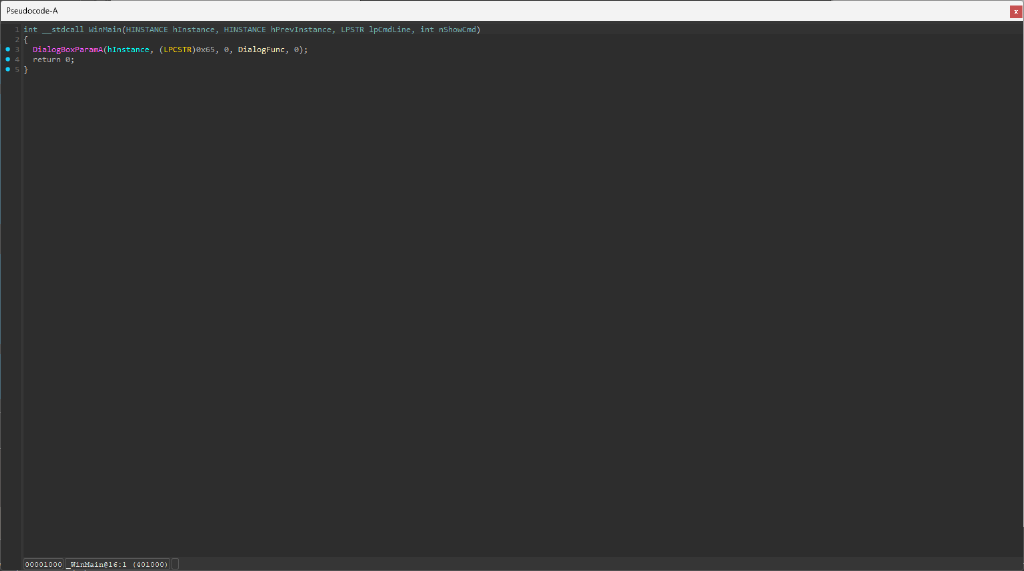 Pseudocode-A
x
1 int __stdcall WinMain(HINSTANCE hInstance, HINSTANCE hPrevInstance, LPSTR lpCmdLine, int nShowCmd)
2 {
3 DialogBoxParamA(hInstance, (LPCSTR)0x65, 0, DialogFunc, 0);
4 return 0;
5 }
00001000 _WinMain@16:1 (401000)